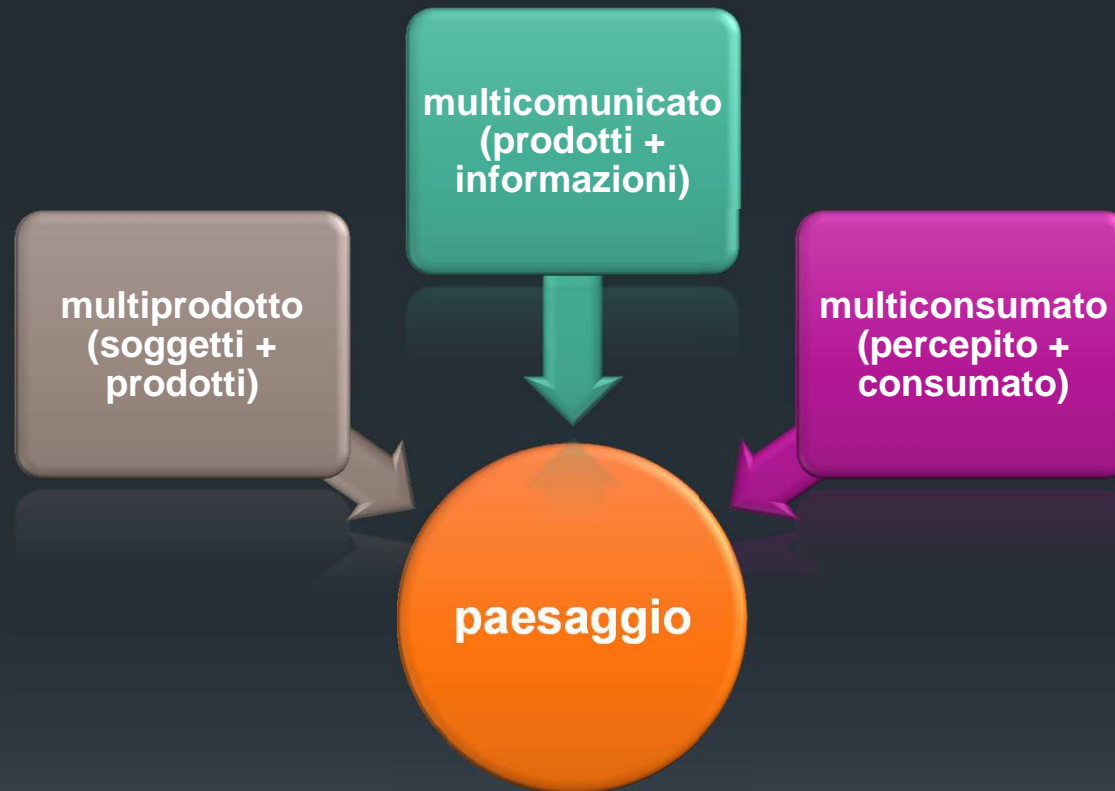 multicomunicato
(prodotti +
informazioni)
multiprodotto
(soggetti +
prodotti)
multiconsumato
(percepito +
consumato)
paesaggio